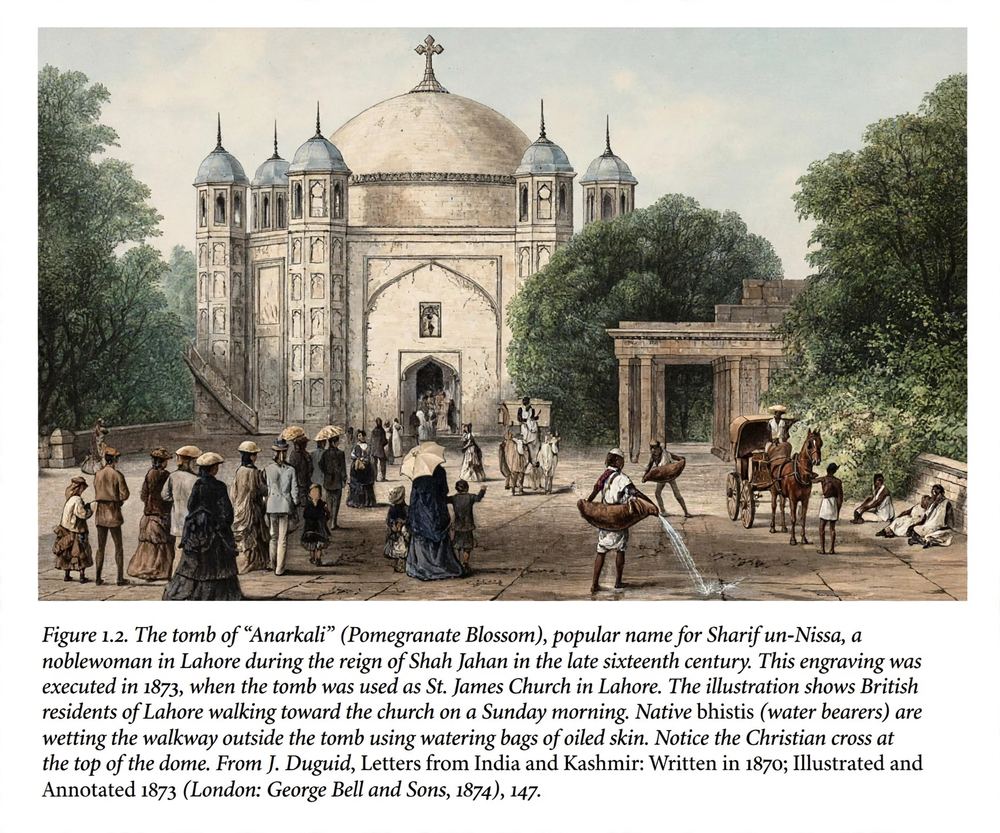 Figure 1.2. The tomb of “Anarkali” (Pomegranate Blossom), popular name for Sharif un-Nissa, a
noblewoman in Lahore during the reign of Shah Jahan in the late sixteenth century. This engraving was
executed in 1873, when the tomb was used as St. James Church in Lahore. The illustration shows British
residents of Lahore walking toward the church on a Sunday morning. Native bhistis (water bearers) are
wetting the walkway outside the tomb using watering bags of oiled skin. Notice the Christian cross at
the top of the dome. From J. Duguid, Letters from India and Kashmir: Written in 1870; Illustrated and
Annotated 1873 (London: George Bell and Sons, 1874), 147.